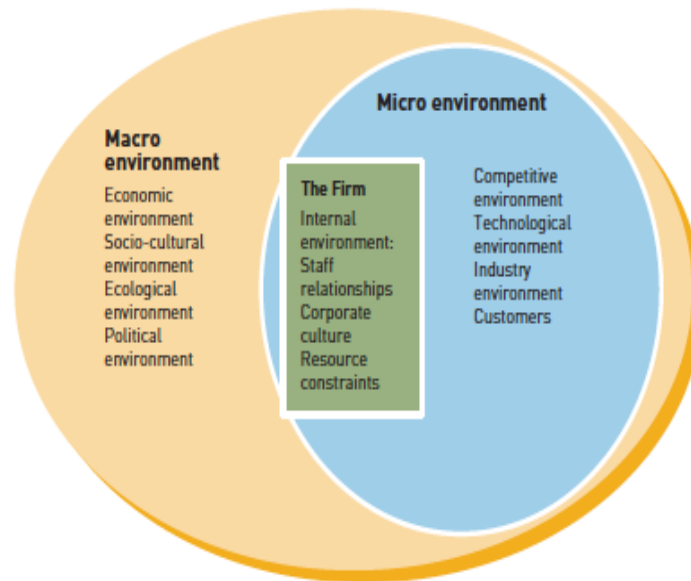 Micro environment
Macro
environment
Economic
environment
Socio-cultural
environment
Ecological
environment
Political
environment
The Firm
Internal
environment:
Staff
relationships
Corporate
culture
Resource
constraints
Competitive
environment
Technological
environment
Industry
environment
Customers